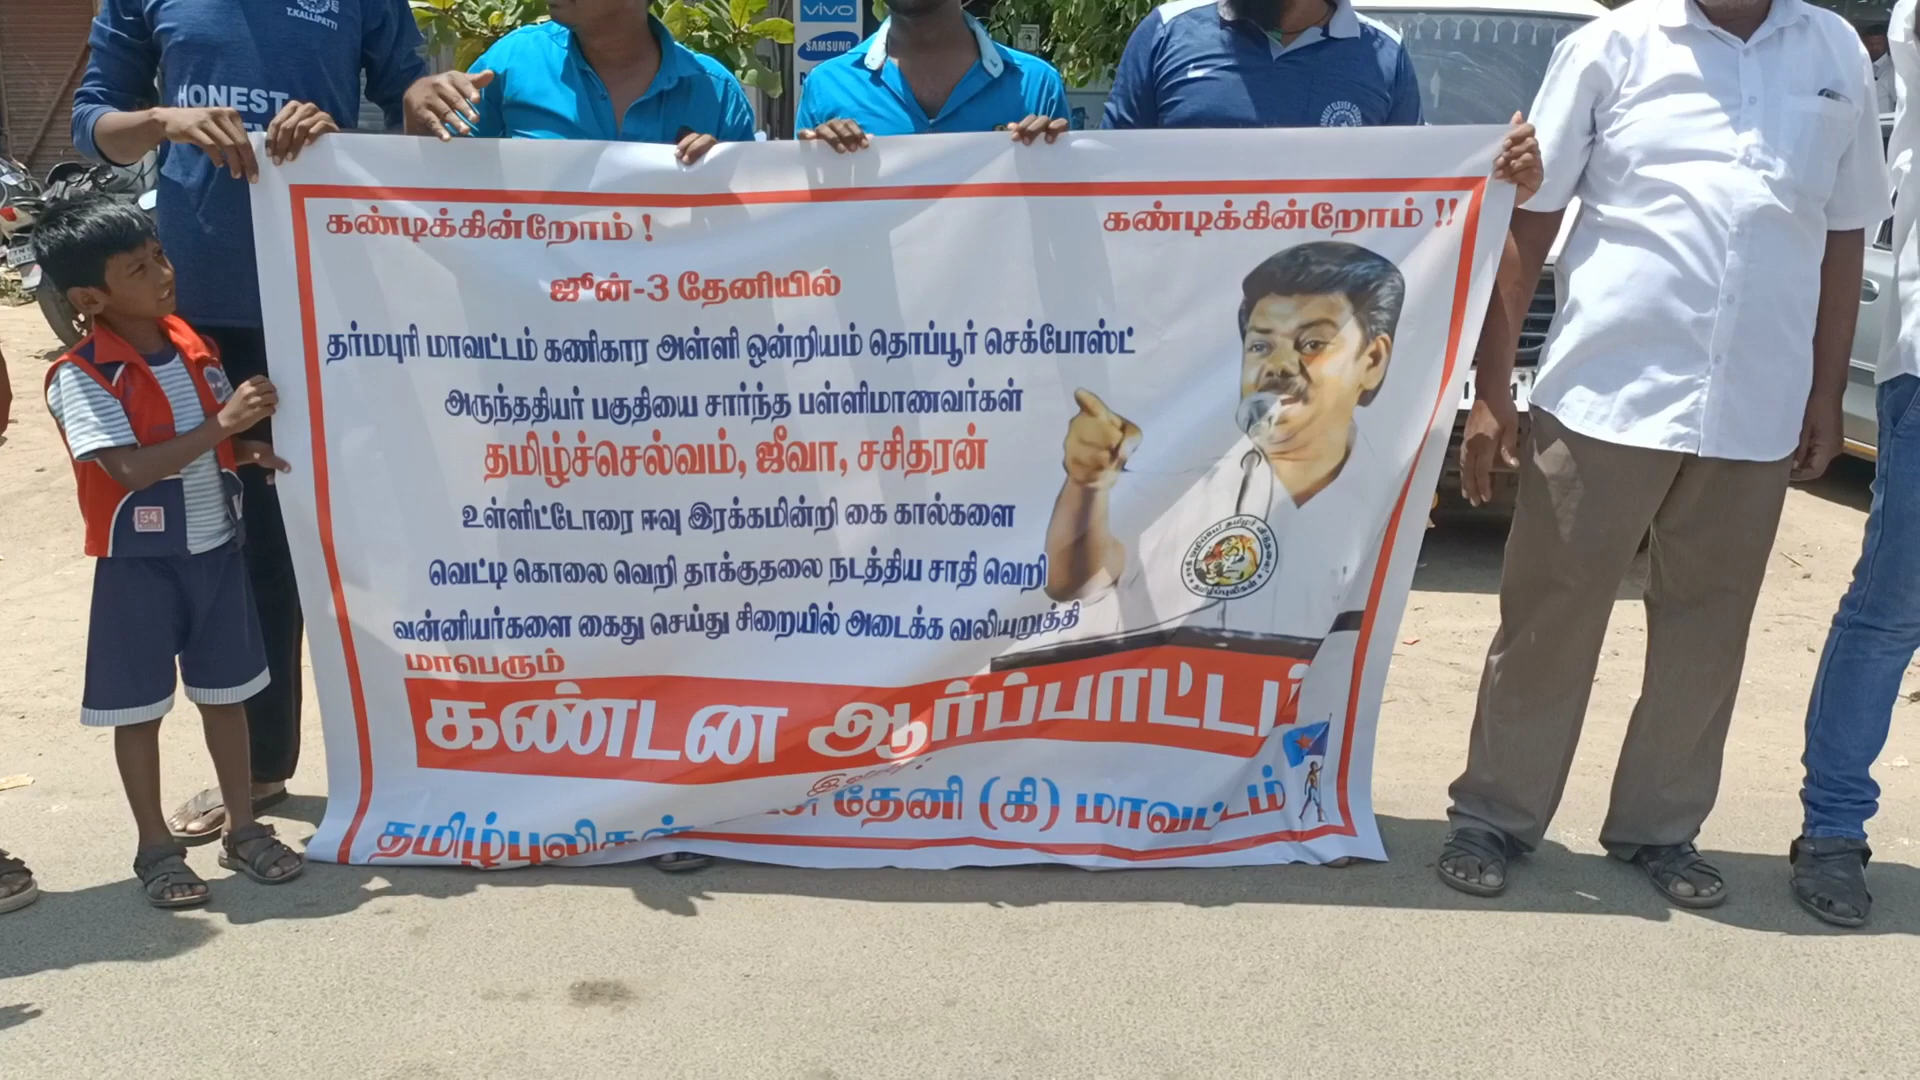 vivo
SAMSUNG
T.KALLIPATTI
HONEST
கண்டிக்கின்றோம் ! கண்டிக்கின்றோம் !!
ஜூன்-3 தேனியில்
தர்மபுரி மாவட்டம் கணிகார அள்ளி ஒன்றியம் தொப்பூர் செக்போஸ்ட்
அருந்ததியர் பகுதியை சார்ந்த பள்ளிமாணவர்கள்
தமிழ்ச்செல்வம், ஜீவா, சசிதரன்
உள்ளிட்டோரை ஈவு இரக்கமின்றி கை கால்களை
வெட்டி கொலை வெறி தாக்குதலை நடத்திய சாதி வெறி
வன்னியர்களை கைது செய்து சிறையில் அடைக்க வலியுறுத்தி
மாபெரும்
கண்டன ஆர்ப்பாட்டம்
தமிழ்புலிகள் தேனி (கி) மாவட்டம்
54